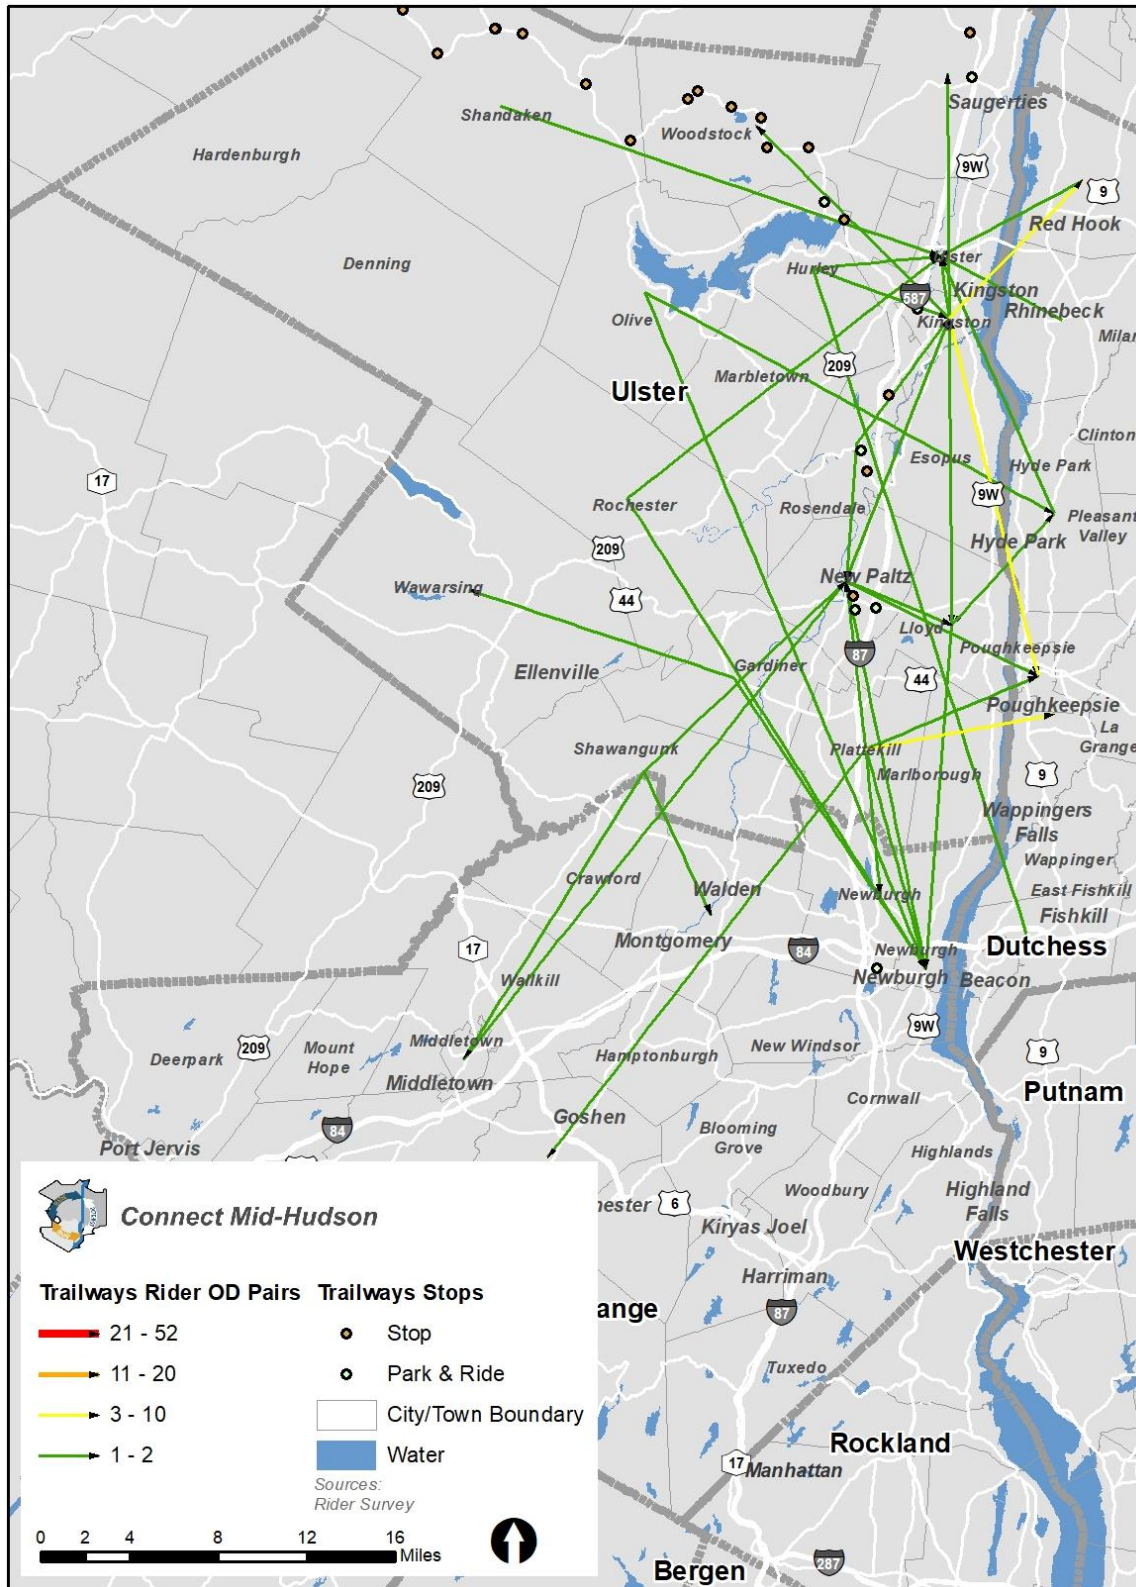 Saugerties
Shandaken
Woodstock
Hardenburgh
9W
9
Red Hook
Denning
Hurley
Kingston
587
Rhinebeck
Olive
Kingston
Milan
209
Marbletown
Ulster
Clinton
Esopus
Hyde Park
17
9W
Rochester
Rosendale
Pleasant
Valley
Hyde Park
209
New Paltz
Wawarsing
44
Lloyd
Poughkeepsie
87
Gardiner
Ellenville
44
Poughkeepsie
La
Grange
Shawangunk
Plattekill
Marlborough
9
209
Wappingers
Falls
Wappinger
Crawford
Walden
Newburgh
East Fishkill
Fishkill
Montgomery
17
84
Newburgh
Dutchess
Wallkill
Newburgh
Beacon
9W
Middletown
209
Deerpark
Mount
Hope
Hamptonburgh
New Windsor
9
Middletown
Putnam
Cornwall
Goshen
84
Blooming
Grove
Port Jervis
Highlands
Woodbury
Highland
Falls
6
Kiryas Joel
Westchester
Harriman
87
Tuxedo
Rockland
17
Manhattan
287
Bergen
Connect Mid-Hudson
Trailways Rider OD Pairs
Trailways Stops
21 - 52
Stop
11 - 20
Park & Ride
3 - 10
City/Town Boundary
1 - 2
Water
Sources:
Rider Survey
0 2 4 8 12 16
Miles